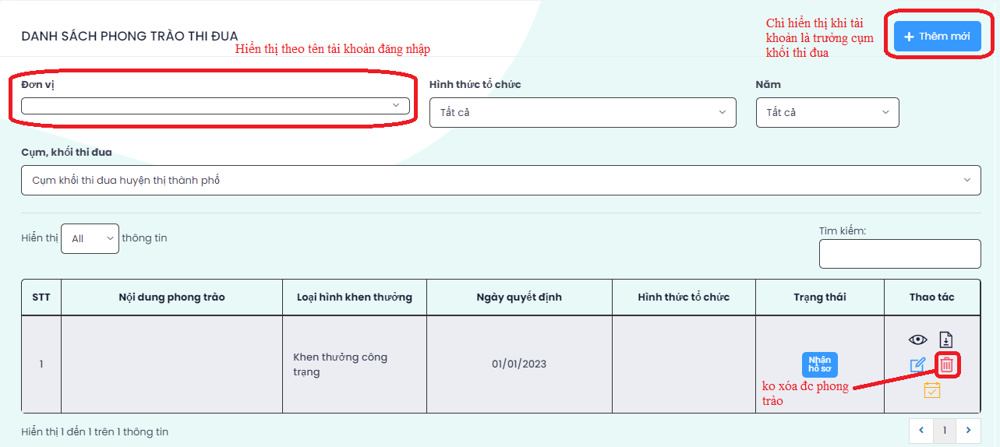 DANH SÁCH PHONG TRÀO THI ĐUA
Hiển thị theo tên tài khoản đăng nhập
Chỉ hiển thị khi tài
khoản là trưởng cụm
khối thi đua
+ Thêm mới
Đơn vị
Hình thức tổ chức
Năm
Tất cả
Tất cả
Cụm, khối thi đua
Cụm khối thi đua huyện thị thành phố
Hiển thị All thông tin
Tìm kiếm:
STT Nội dung phong trào Loại hình khen thưởng Ngày quyết định Hình thức tổ chức Trạng thái Thao tác
1
Khen thưởng công
trạng
01/01/2023
Nhận
hồ sơ
ko xóa đc phong
trào
Hiển thị 1 đến 1 trên 1 thông tin
1